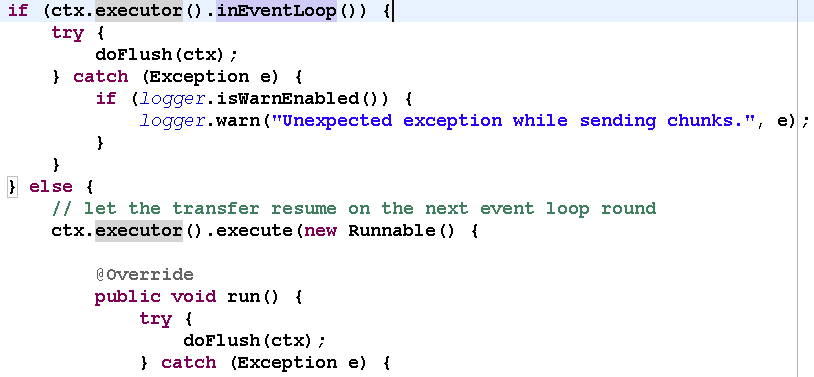 if (ctx.executor().inEventLoop()) {
try {
doFlush(ctx);
} catch (Exception e) {
if (logger.isWarnEnabled()) {
logger.warn("Unexpected exception while sending chunks.", e);
}
}
} else {
// let the transfer resume on the next event loop round
ctx.executor().execute(new Runnable() {
@Override
public void run() {
try {
doFlush(ctx);
} catch (Exception e) {